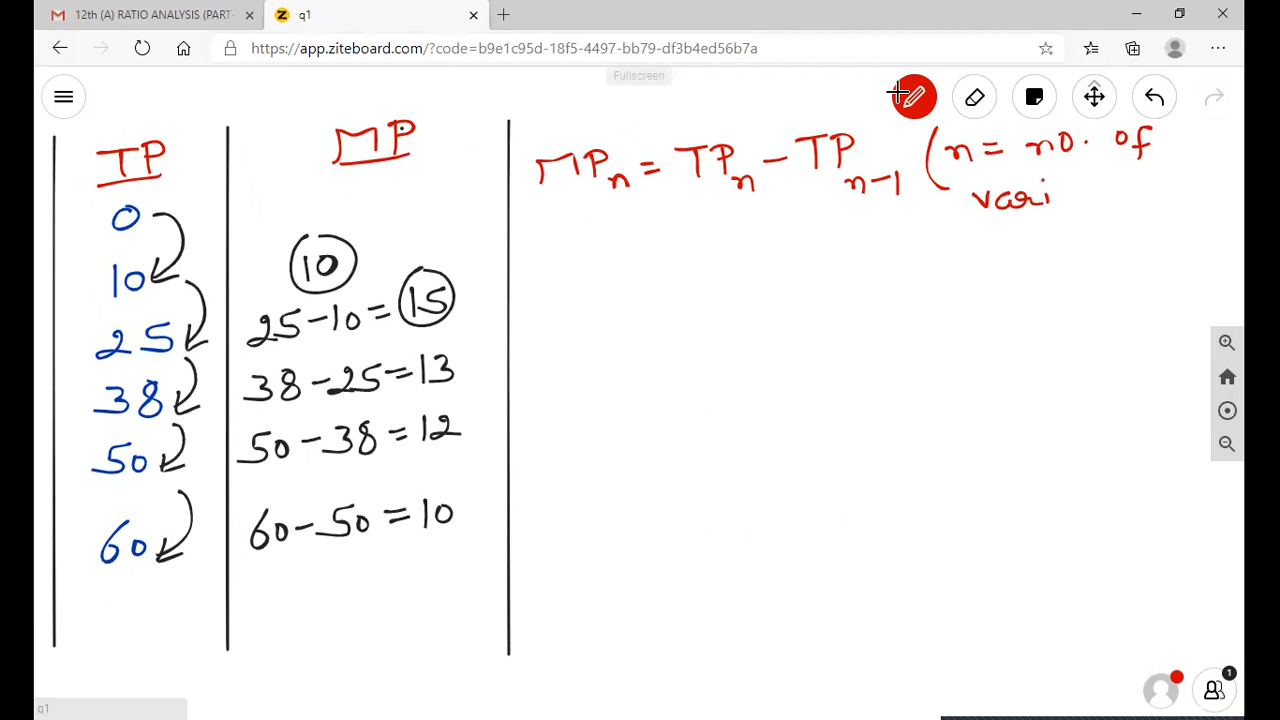 12th (A) RATIO ANALYSIS (PART-
q1
https://app.ziteboard.com/?code=b9e1c95d-18f5-4497-bb79-df3b4ed56b7a
Fullscreen
TP
0
10
25
38
50
60
MP
10
25-10=15
38-25=13
50-38=12
60-50=10
MPn = TPn - TPn-1 (n= no. of
vari
1
q1